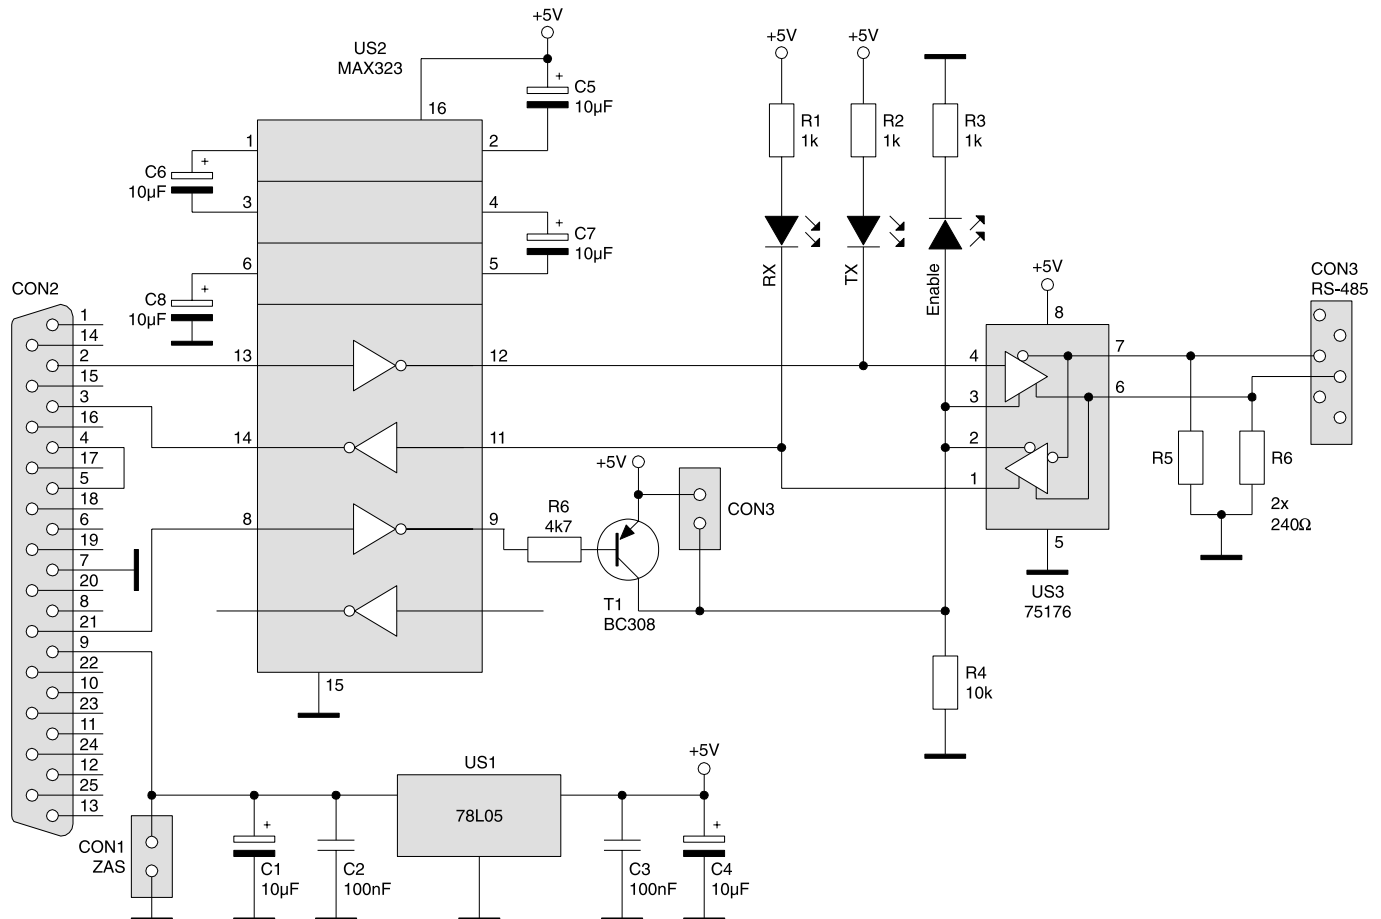 +5V
US2
MAX323
+
C5
10µF
16
1
2
+
C6
10µF
3
4
+
C7
10µF
6
5
+
C8
10µF
13
12
14
11
8
9
15
+5V
R1
1k
RX
+5V
R2
1k
TX
R3
1k
Enable
+5V
8
4
7
3
6
2
1
5
US3
75176
CON3
RS-485
R5
R6
2x
240Ω
+5V
CON3
R6
4k7
T1
BC308
R4
10k
CON2
1
14
2
15
3
16
4
17
5
18
6
19
7
20
8
21
9
22
10
23
11
24
12
25
13
CON1
ZAS
+
C1
10µF
C2
100nF
US1
78L05
C3
100nF
+5V
+
C4
10µF